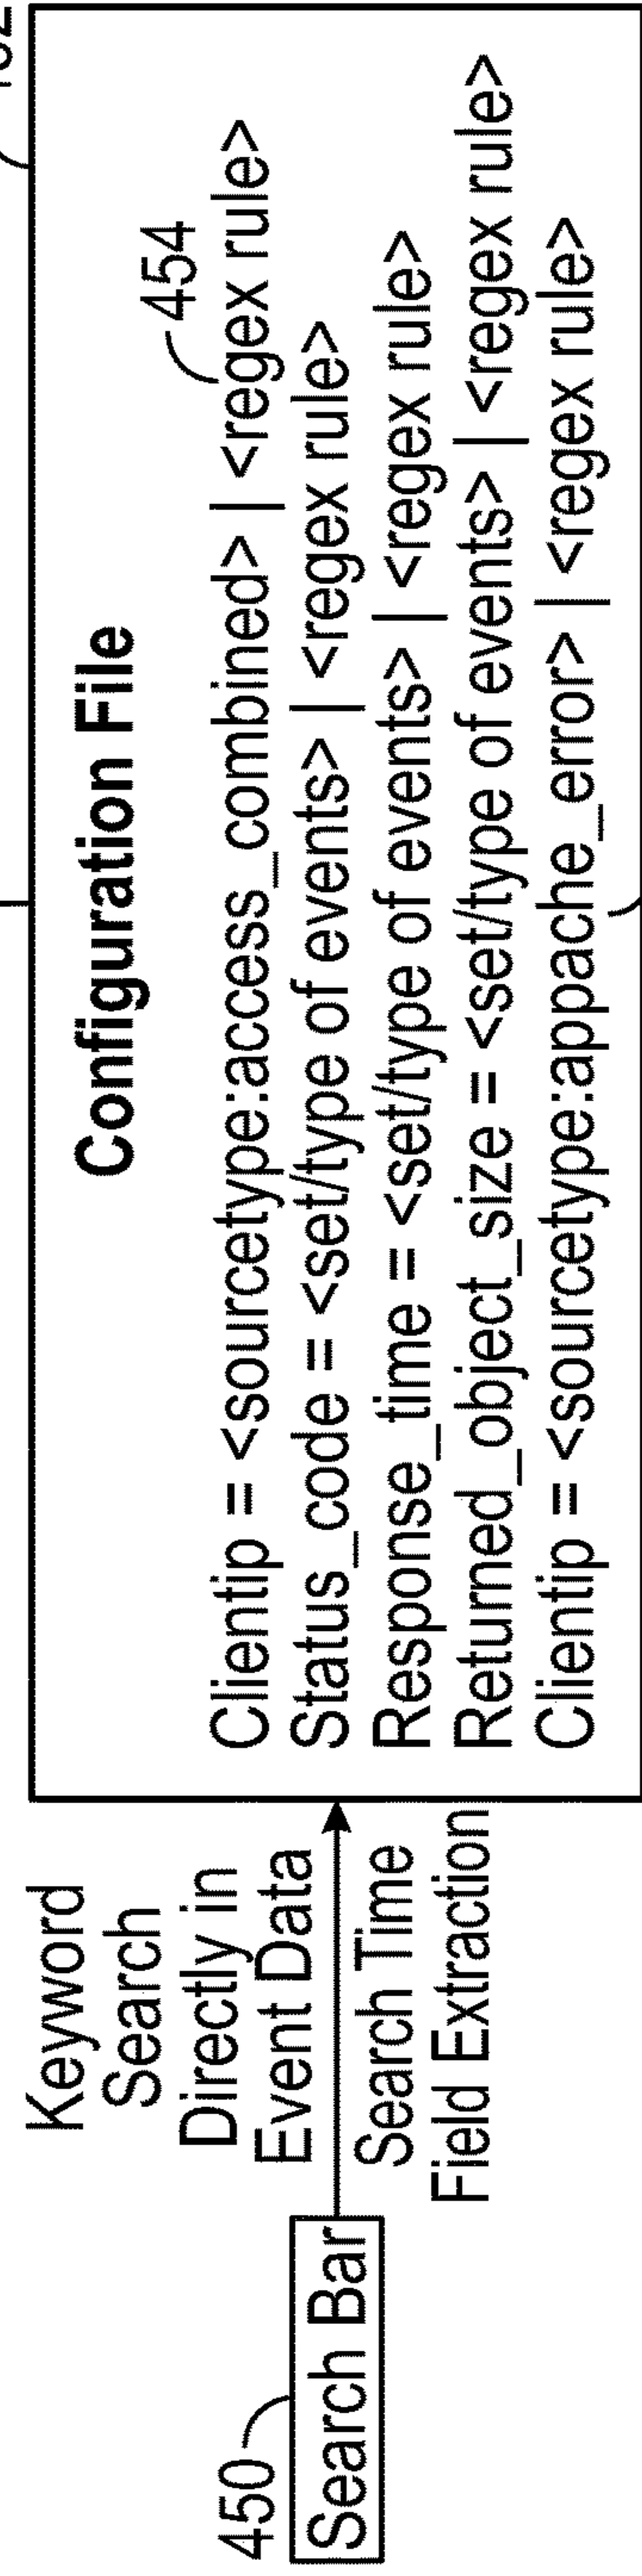 450
Search Bar
Keyword
Search
Directly in
Event Data
Search Time
Field Extraction
Configuration File
454
Clientip = <sourcetype:access_combined> | <regex rule>
Status_code = <set/type of events> | <regex rule>
Response_time = <set/type of events> | <regex rule>
Returned_object_size = <set/type of events> | <regex rule>
Clientip = <sourcetype:appache_error> | <regex rule>